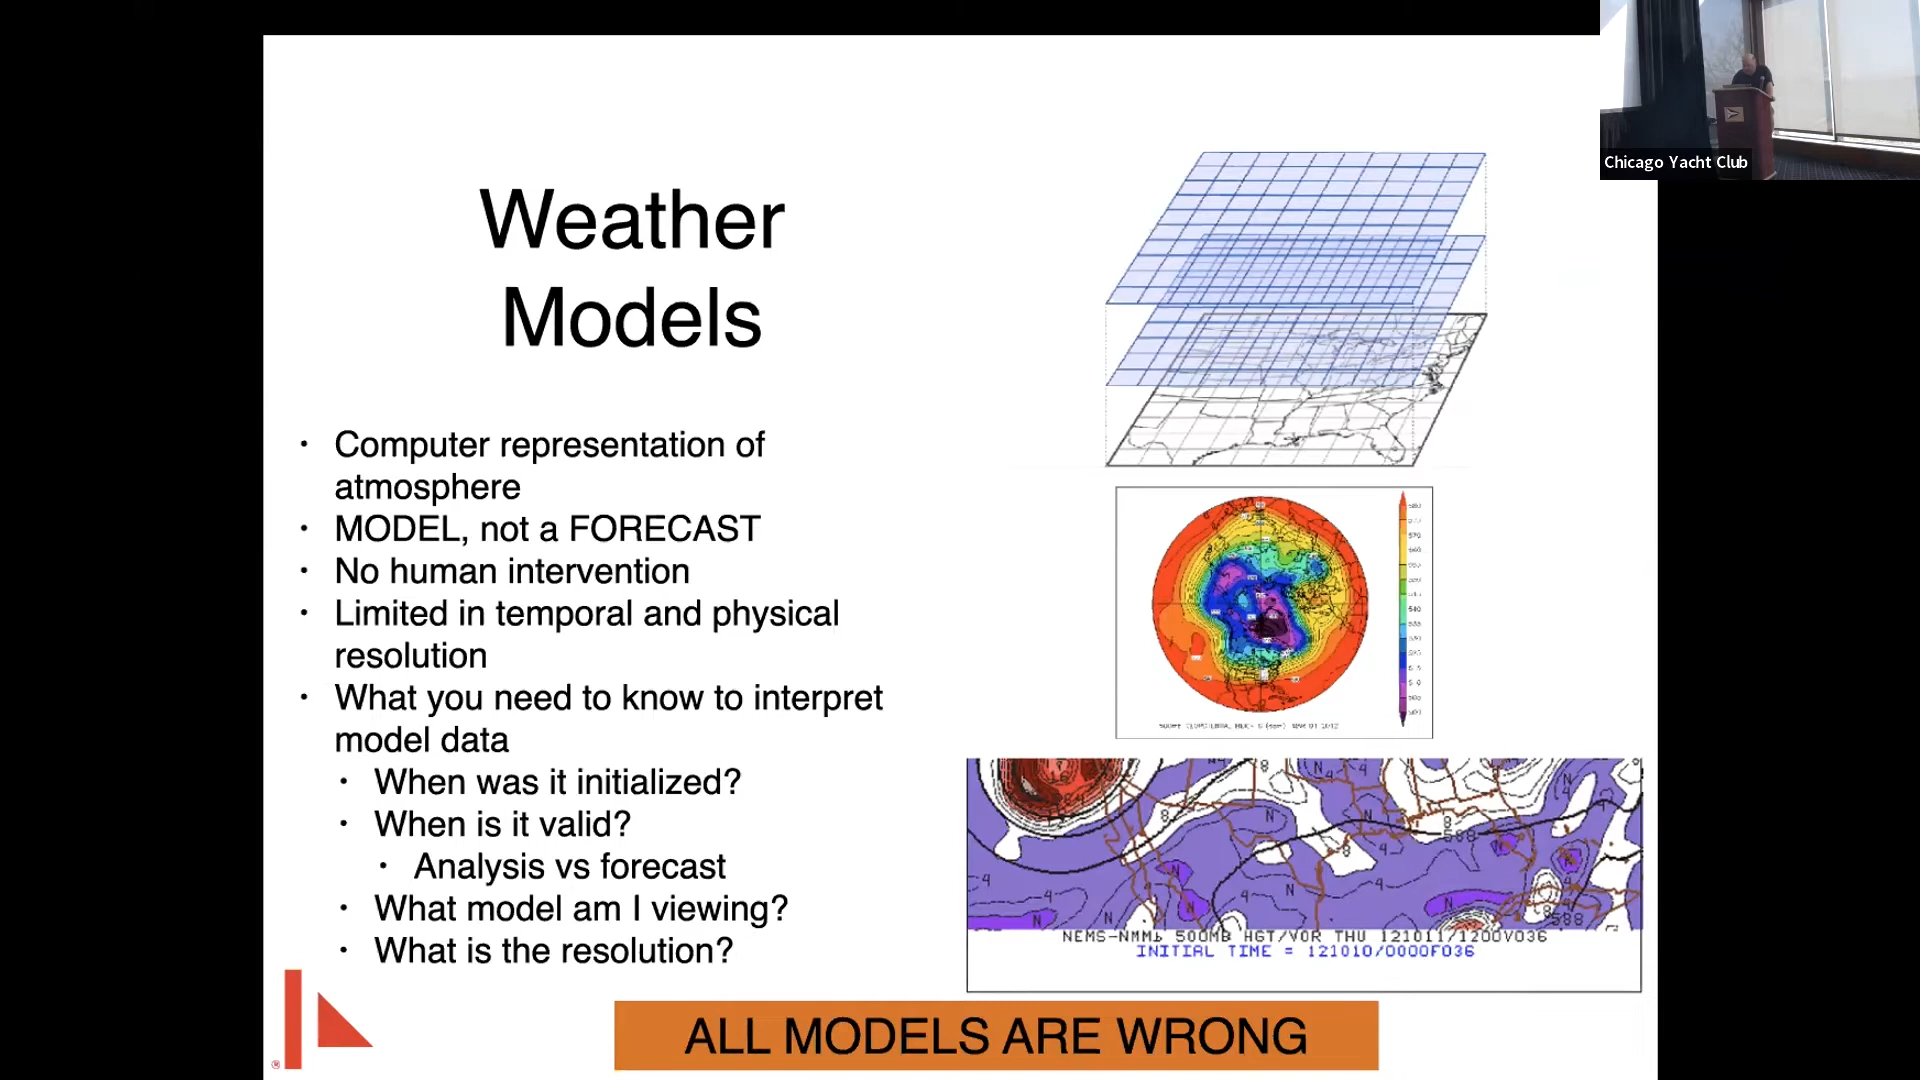 Chicago Yacht Club
Weather
Models
• Computer representation of
atmosphere
• MODEL, not a FORECAST
• No human intervention
• Limited in temporal and physical
resolution
• What you need to know to interpret
model data
• When was it initialized?
• When is it valid?
• Analysis vs forecast
• What model am I viewing?
• What is the resolution?
588
588
NEMS-NMMb 500MB HGT/VOR THU 121011/1200V036
INITIAL TIME = 121010/0000F036
ALL MODELS ARE WRONG